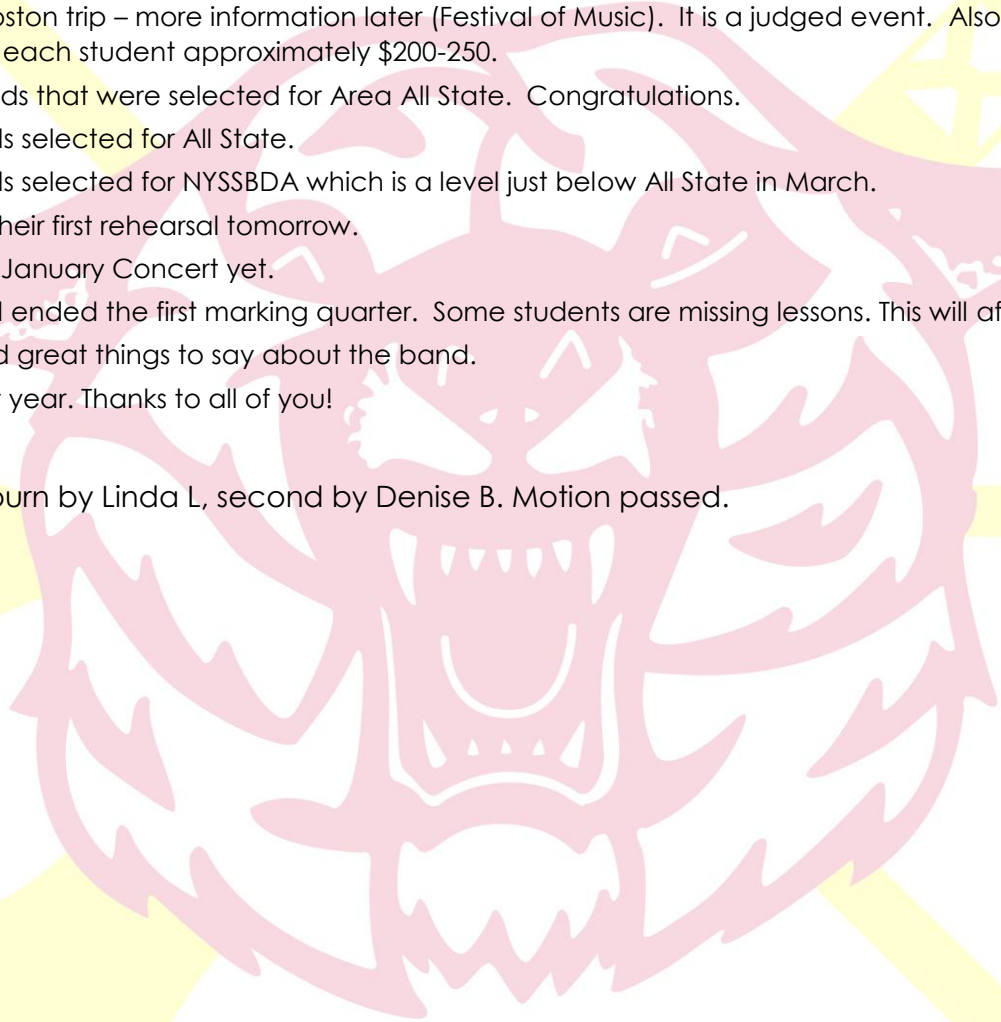 ston trip – more information later (Festival of Music).  It is a judged event.  Also
each student approximately $200-250.
ds that were selected for Area All State.  Congratulations.
ls selected for All State.
ls selected for NYSSBDA which is a level just below All State in March.
heir first rehearsal tomorrow.
January Concert yet.
ended the first marking quarter.  Some students are missing lessons. This will af
d great things to say about the band.
year. Thanks to all of you!
urn by Linda L, second by Denise B. Motion passed.